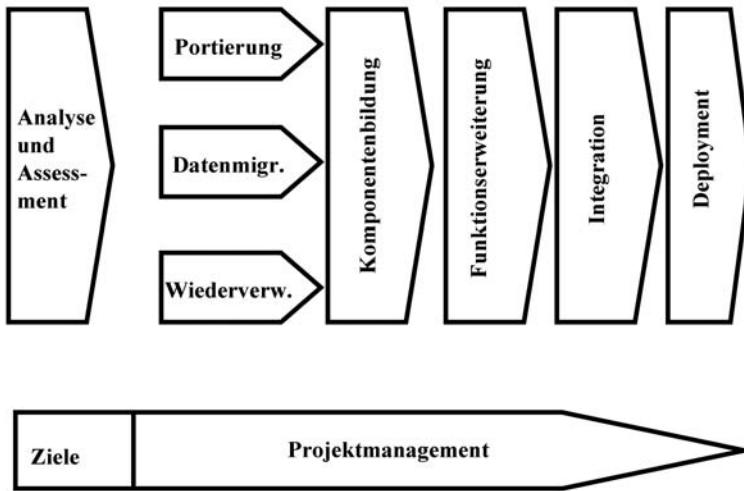 Analyse
und
Assess-
ment
Portierung
Datenmigr.
Wiederverw.
Komponentenbildung
Funktionserweiterung
Integration
Deployment
Ziele
Projektmanagement